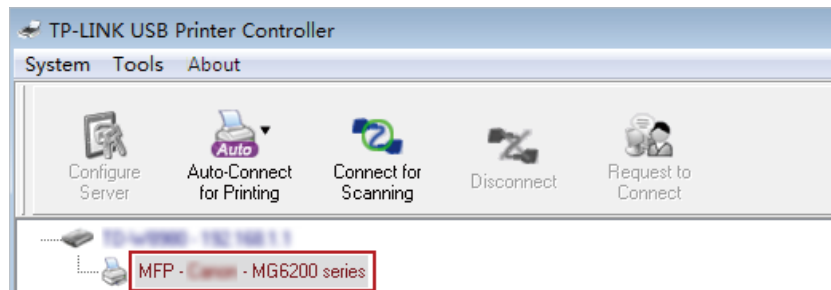 TP-LINK USB Printer Controller
System Tools About
Auto
Configure Server
Auto-Connect for Printing
Connect for Scanning
Disconnect
Request to Connect
MFP - - MG6200 series